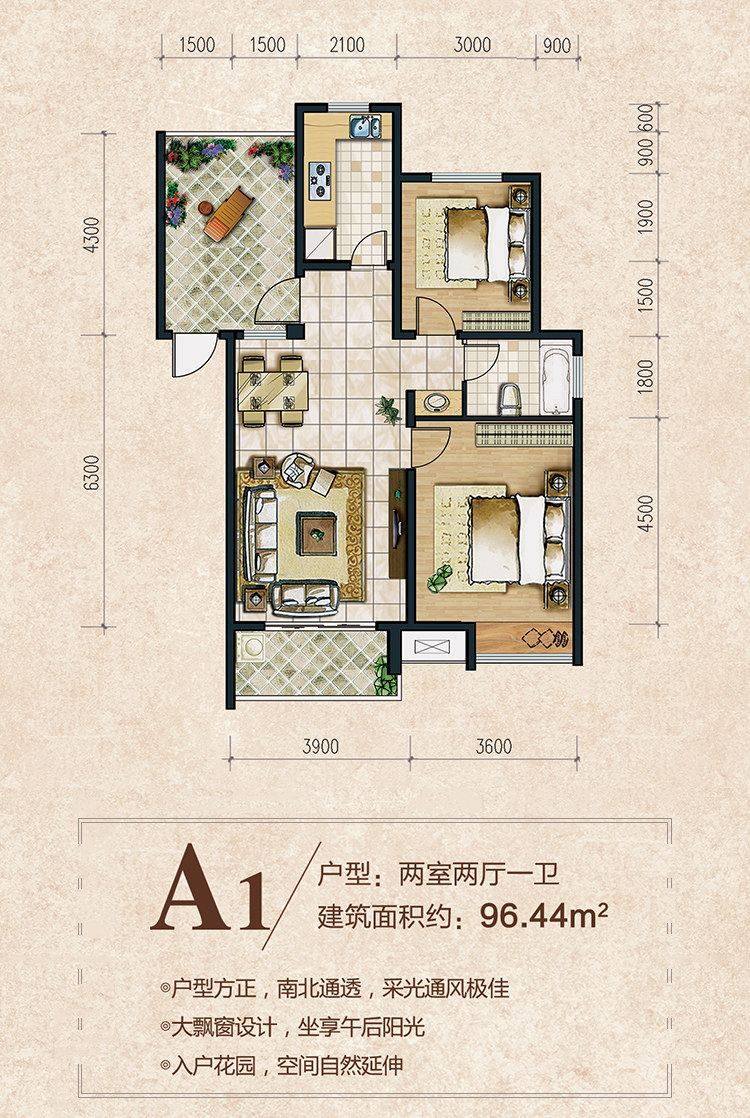 1500 1500 2100 3000 900
600
900
1900
1500
1800
4500
4300
6300
3900 3600
A1
户型：两室两厅一卫
建筑面积约：96.44m²
户型方正，南北通透，采光通风极佳
大飘窗设计，坐享午后阳光
入户花园，空间自然延伸